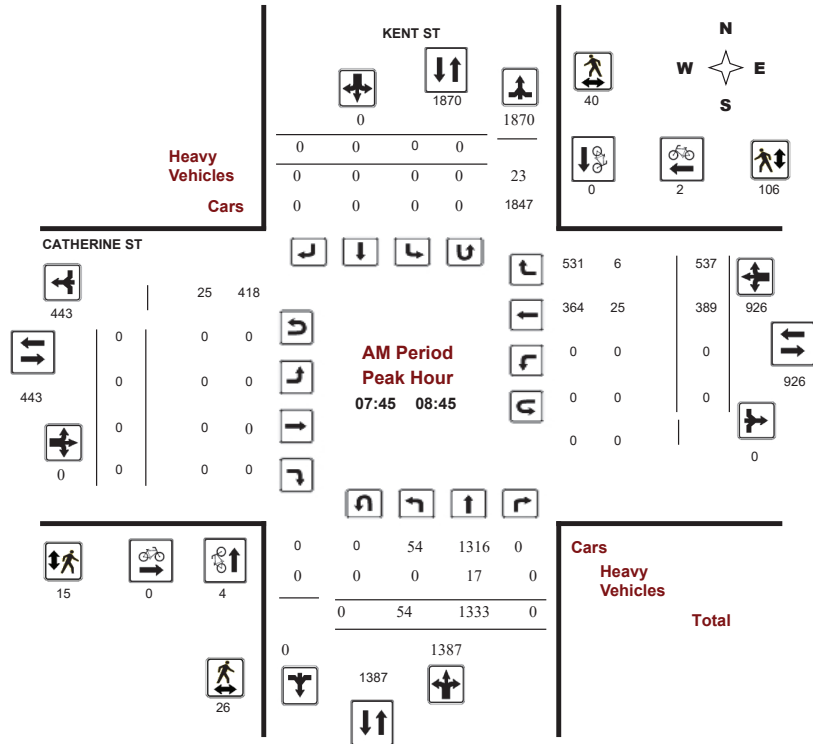 KENT ST
N
W E
S
1870
40
0 1870
0 0 0 0
Heavy
Vehicles
0 0 0 0 23
Cars
0 0 0 0 1847
0 2 106
CATHERINE ST
443
25 418
531 6 537
926
364 25 389
0 0 0 0 0
443
0 0 0 0 0
0 0 0 0 0
0 0 0
0 0
926
0
0
AM Period
Peak Hour
07:45 08:45
0 0 54 1316 0
Cars
0 0 0 17 0
Heavy
Vehicles
0 54 1333 0
Total
15 0 4
0 1387
1387
26